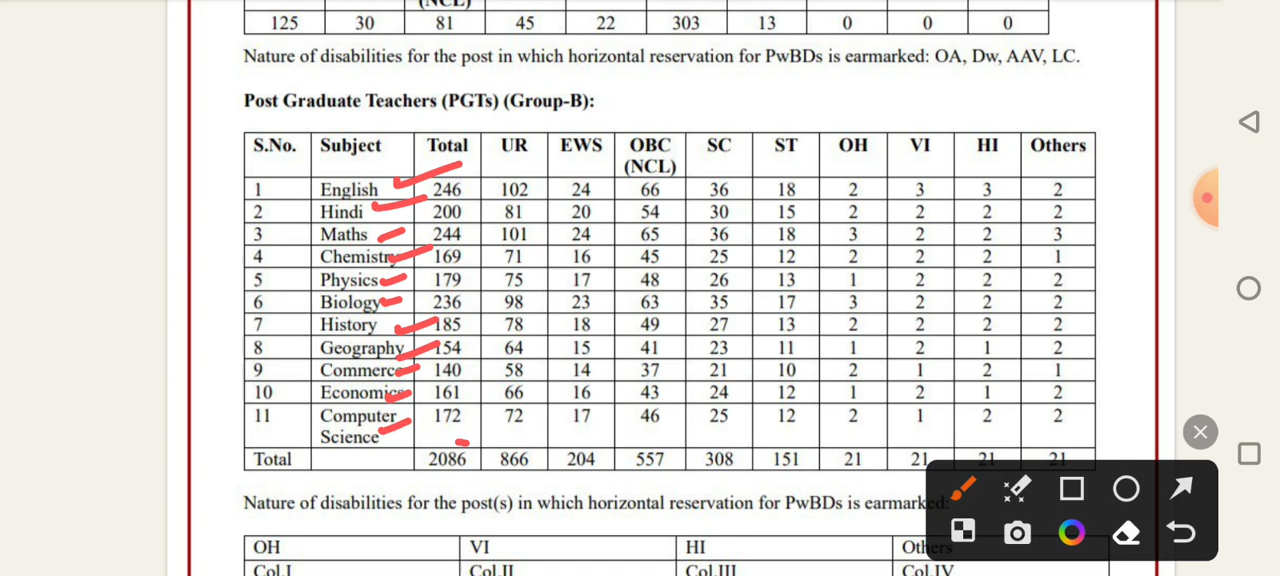 (NCL)
125 30 81 45 22 303 13 0 0 0
Nature of disabilities for the post in which horizontal reservation for PwBDs is earmarked: OA, Dw, AAV, LC.
Post Graduate Teachers (PGTs) (Group-B):
S.No. Subject Total UR EWS OBC (NCL) SC ST OH VI HI Others
1 English 246 102 24 66 36 18 2 3 3 2
2 Hindi 200 81 20 54 30 15 2 2 2 2
3 Maths 244 101 24 65 36 18 3 2 2 3
4 Chemistry 169 71 16 45 25 12 2 2 2 1
5 Physics 179 75 17 48 26 13 1 2 2 2
6 Biology 236 98 23 63 35 17 3 2 2 2
7 History 185 78 18 49 27 13 2 2 2 2
8 Geography 154 64 15 41 23 11 1 2 1 2
9 Commerce 140 58 14 37 21 10 2 1 2 1
10 Economics 161 66 16 43 24 12 1 2 1 2
11 Computer Science 172 72 17 46 25 12 2 1 2 2
Total 2086 866 204 557 308 151 21 21 21 21
Nature of disabilities for the post(s) in which horizontal reservation for PwBDs is earmarked:
OH VI HI Others
Col.I Col.II Col.III Col.IV